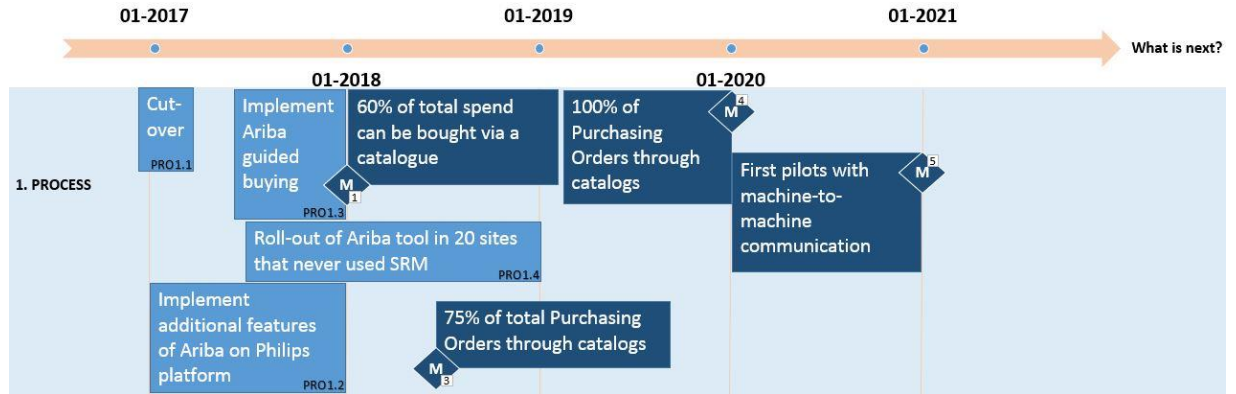 01-2017
01-2019
01-2021
What is next?
01-2018
01-2020
1. PROCESS
Cut-
over
PRO1.1
Implement
Ariba
guided
buying
PRO1.3
M
1
60% of total spend
can be bought via a
catalogue
100% of
Purchasing
Orders through
catalogs
M
4
First pilots with
machine-to-
machine
communication
M
5
Roll-out of Ariba tool in 20 sites
that never used SRM
PRO1.4
Implement
additional features
of Ariba on Philips
platform
PRO1.2
75% of total Purchasing
Orders through catalogs
M
3